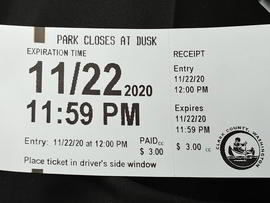 PARK CLOSES AT DUSK
EXPIRATION TIME
11/22 2020
11:59 PM
Entry: 11/22/20 at 12:00 PM
PAID cc
$ 3.00
Place ticket in driver's side window
RECEIPT
Entry
11/22/20
12:00 PM
Expires
11/22/20
11:59 PM
$ 3.00 cc
CLARK COUNTY, WASHINGTON